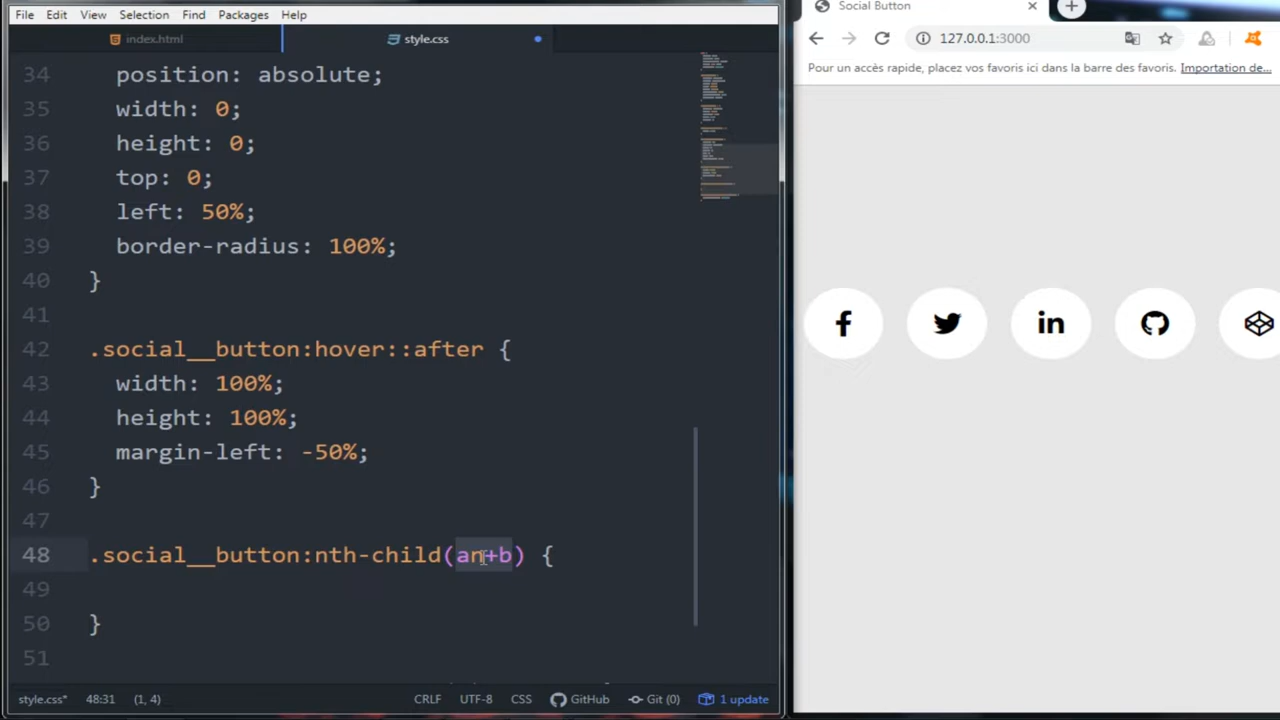 File Edit View Selection Find Packages Help
index.html
style.css
34 position: absolute;
35 width: 0;
36 height: 0;
37 top: 0;
38 left: 50%;
39 border-radius: 100%;
40 }
41
42 .social__button:hover::after {
43 width: 100%;
44 height: 100%;
45 margin-left: -50%;
46 }
47
48 .social__button:nth-child(an+b) {
49
50 }
51
style.css* 48:31 (1, 4) CRLF UTF-8 CSS GitHub Git (0) 1 update
Social Button
127.0.0.1:3000
Pour un accès rapide, placez vos favoris ici dans la barre des favoris. Importation de...